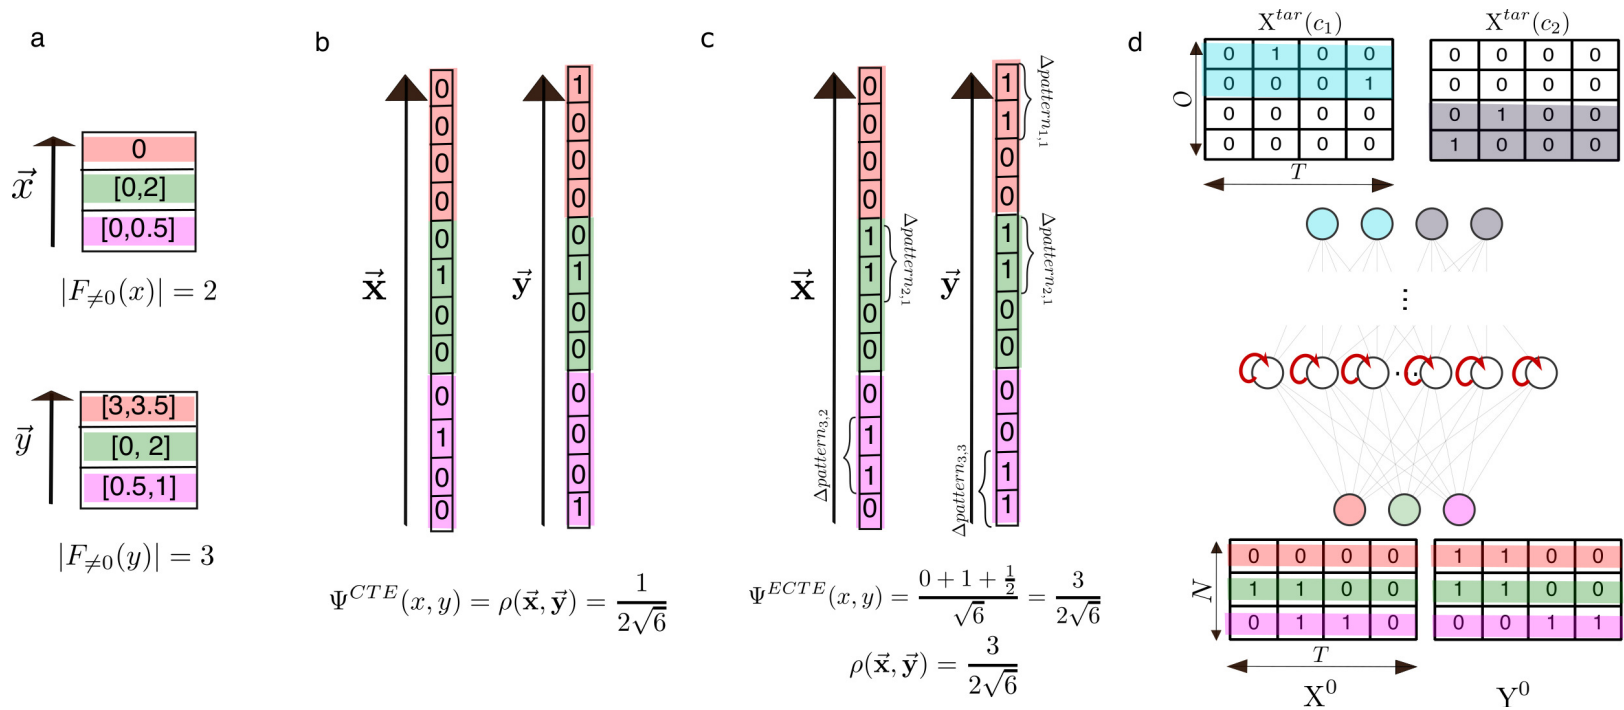 a
0
x⃗
[0,2]
[0,0.5]
|F≠0(x)| = 2
[3,3.5]
y⃗
[0, 2]
[0.5,1]
|F≠0(y)| = 3
b
x⃗
0
0
0
0
0
1
0
0
0
1
0
0
y⃗
1
0
0
0
0
1
0
0
0
0
0
1
Ψ^CTE(x, y) = ρ(x⃗, y⃗) = 1/(2√6)
c
x⃗
0
0
0
0
1
1
0
0
0
1
1
0
Δpattern2,1
Δpattern3,2
y⃗
1
1
0
0
1
1
0
0
0
0
1
1
Δpattern1,1
Δpattern2,1
Δpattern3,3
Ψ^ECTE(x, y) = (0 + 1 + 1/2)/√6 = 3/(2√6)
ρ(x⃗, y⃗) = 3/(2√6)
d
X^tar(c1)
O
0 1 0 0
0 0 0 1
0 0 0 0
0 0 0 0
T
X^tar(c2)
0 0 0 0
0 0 0 0
0 1 0 0
1 0 0 0
N
0 0 0 0
1 1 0 0
0 1 1 0
T
X^0
1 1 0 0
1 1 0 0
0 0 1 1
Y^0